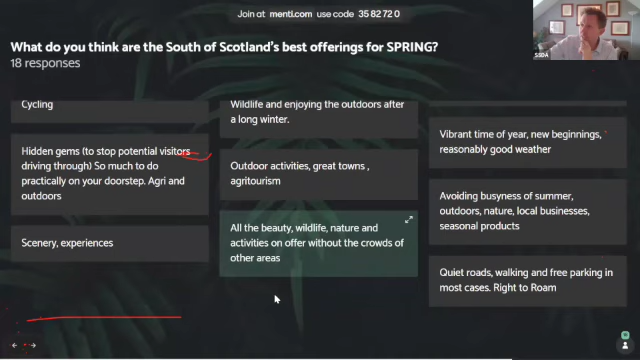 Join at menti.com use code 35 82 72 0
What do you think are the South of Scotland's best offerings for SPRING?
18 responses
SSDA
Cycling
Hidden gems (to stop potential visitors
driving through) So much to do
practically on your doorstep. Agri and
outdoors
Scenery, experiences
Wildlife and enjoying the outdoors after
a long winter.
Outdoor activities, great towns ,
agritourism
All the beauty, wildlife, nature and
activities on offer without the crowds of
other areas
Vibrant time of year, new beginnings,
reasonably good weather
Avoiding busyness of summer,
outdoors, nature, local businesses,
seasonal products
Quiet roads, walking and free parking in
most cases. Right to Roam